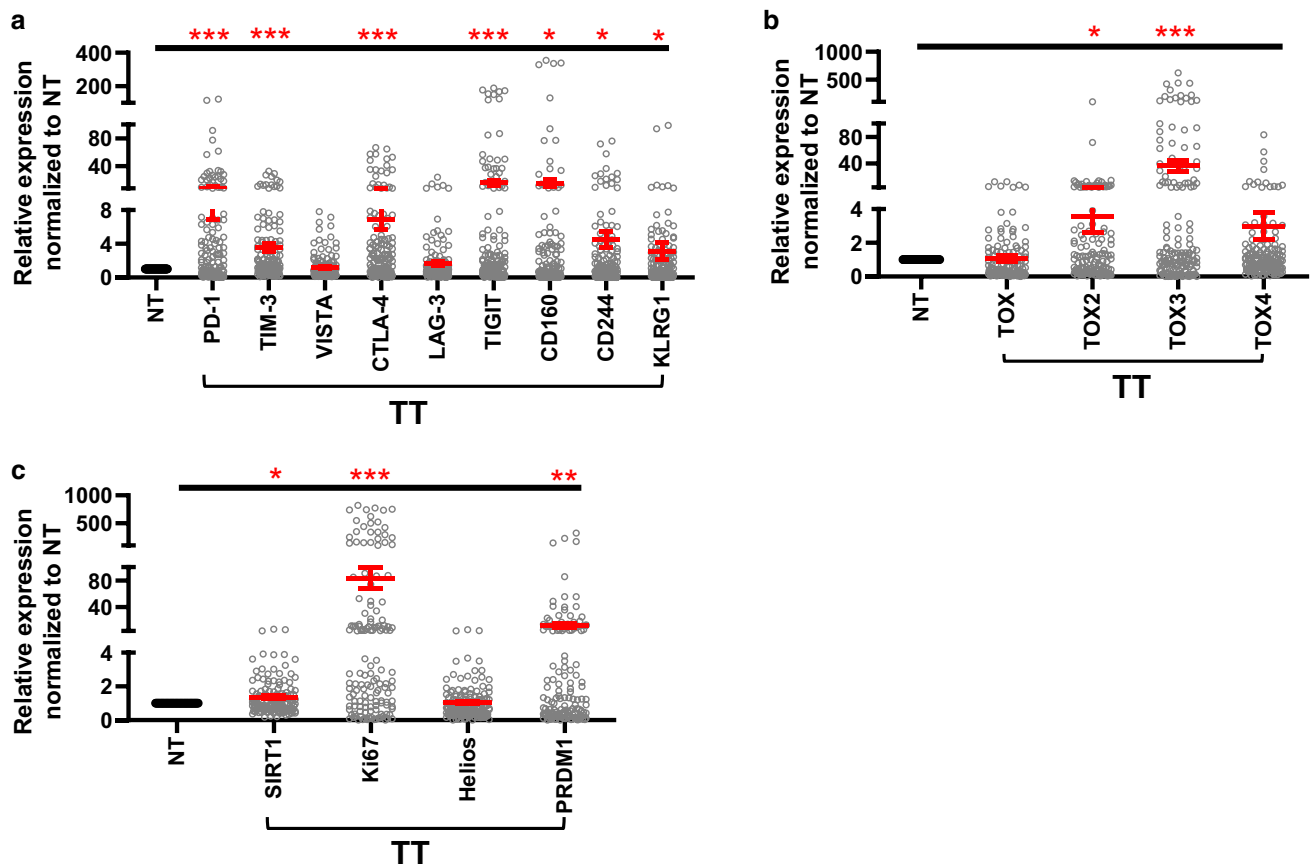 a
*** *** *** *** * * *
Relative expression
normalized to NT
400
200
80
40
8
4
0
NT
PD-1
TIM-3
VISTA
CTLA-4
LAG-3
TIGIT
CD160
CD244
KLRG1
TT
b
* ***
Relative expression
normalized to NT
1000
500
80
40
4
2
0
NT
TOX
TOX2
TOX3
TOX4
TT
c
* *** **
Relative expression
normalized to NT
1000
500
80
40
4
2
0
NT
SIRT1
Ki67
Helios
PRDM1
TT